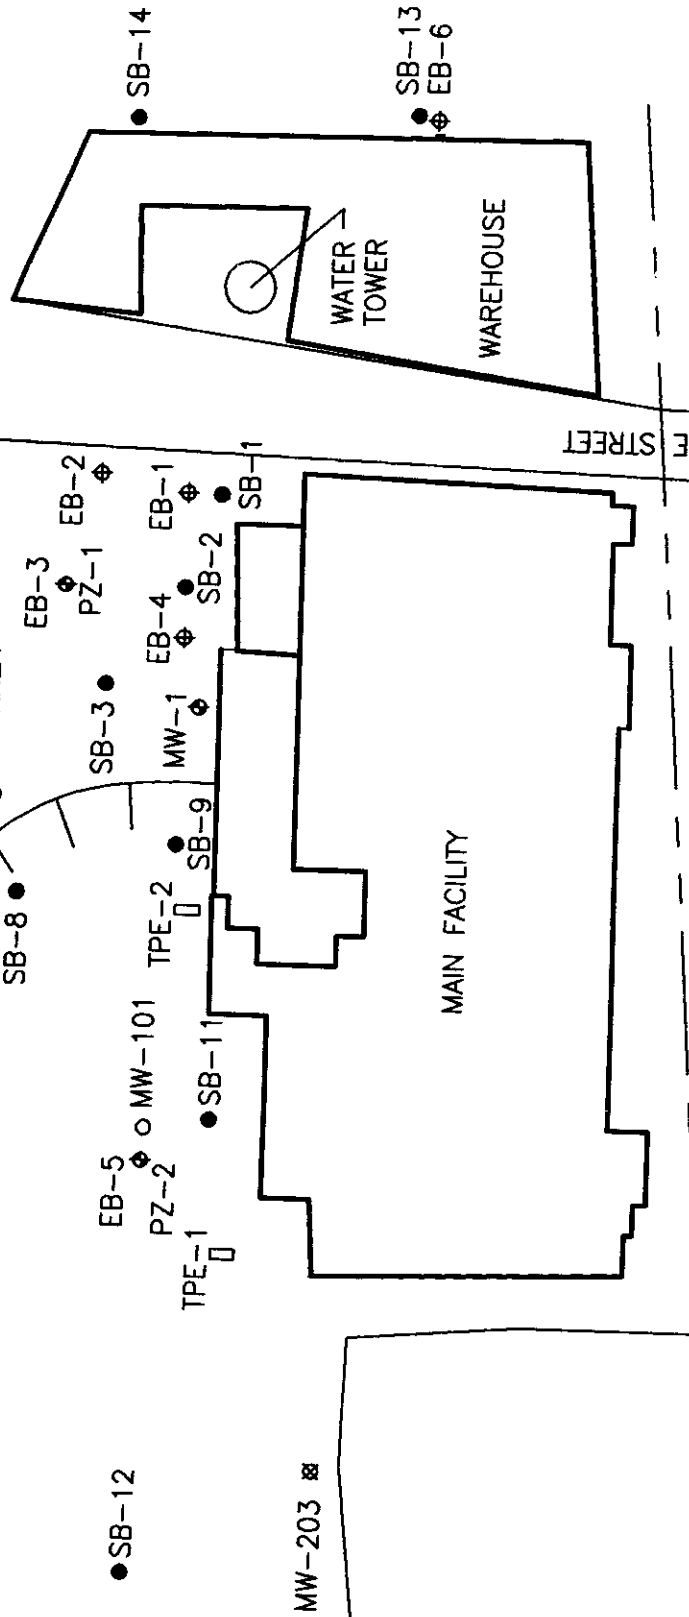 SB-14
SB-13
EB-6
WATER
TOWER
WAREHOUSE
E STREET
EB-2
EB-1
SB-1
EB-3
PZ-1
SB-2
EB-4
SB-3
MW-1
SB-9
SB-8
TPE-2
MAIN FACILITY
MW-101
SB-11
EB-5
PZ-2
TPE-1
SB-12
MW-203